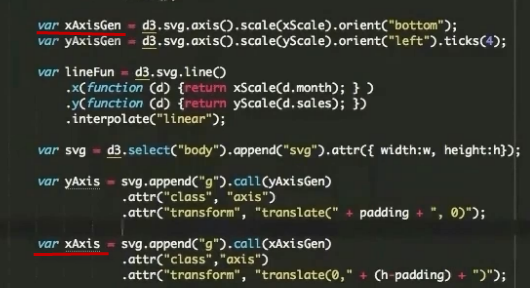 var xAxisGen = d3.svg.axis().scale(xScale).orient("bottom");
var yAxisGen = d3.svg.axis().scale(yScale).orient("left").ticks(4);
var lineFun = d3.svg.line()
.x(function (d) {return xScale(d.month); } )
.y(function (d) {return yScale(d.sales); })
.interpolate("linear");
var svg = d3.select("body").append("svg").attr({ width:w, height:h});
var yAxis = svg.append("g").call(yAxisGen)
.attr("class", "axis")
.attr("transform", "translate(" + padding + ", 0)");
var xAxis = svg.append("g").call(xAxisGen)
.attr("class","axis")
.attr("transform", "translate(0," + (h-padding) + ")");